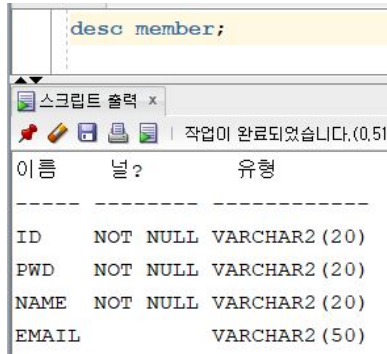 desc member;
스크립트 출력 x
작업이 완료되었습니다.(0,51
이름 널? 유형
----- -------- ------------
ID NOT NULL VARCHAR2(20)
PWD NOT NULL VARCHAR2(20)
NAME NOT NULL VARCHAR2(20)
EMAIL VARCHAR2(50)